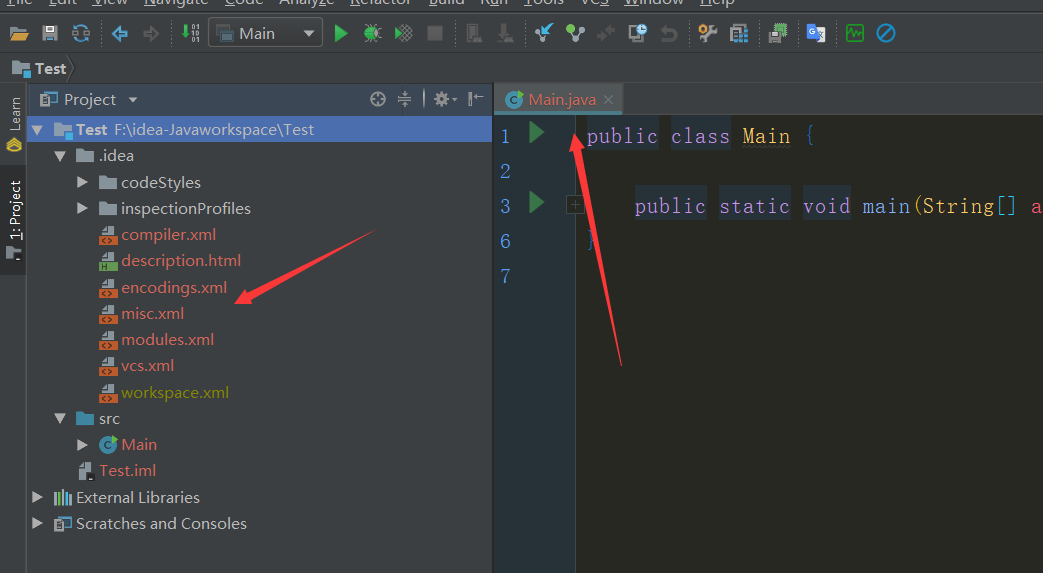 File Edit View Navigate Code Analyze Refactor Build Run Tools VCS Window Help
Main
Test
Project
Main.java
Learn
1: Project
Test F:\idea-Javaworkspace\Test
.idea
codeStyles
inspectionProfiles
compiler.xml
description.html
encodings.xml
misc.xml
modules.xml
vcs.xml
workspace.xml
src
Main
Test.iml
External Libraries
Scratches and Consoles
1 public class Main {
2
3 public static void main(String[] a
6 }
7